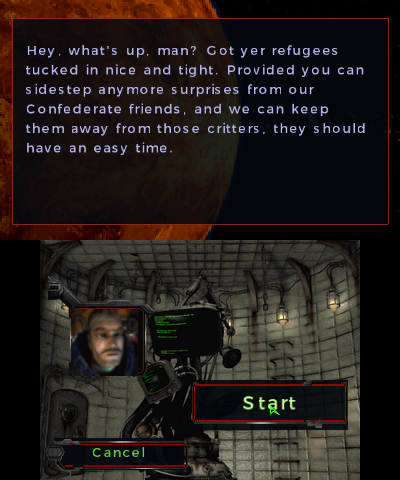 Hey, what's up, man? Got yer refugees
tucked in nice and tight. Provided you can
sidestep anymore surprises from our
Confederate friends, and we can keep
them away from those critters, they should
have an easy time.
Start
Cancel